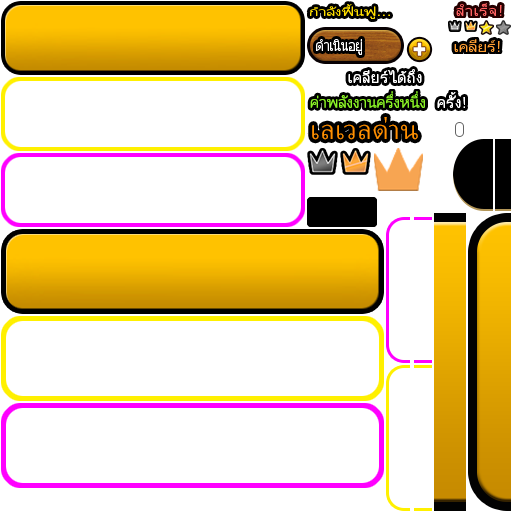 กำลังฟื้นฟู...
สำเร็จ!
ดำเนินอยู่
เคลียร์!
เคลียร์ได้ถึง
ค่าพลังงานครึ่งหนึ่ง
ครั้ง!
เลเวลด่าน
0